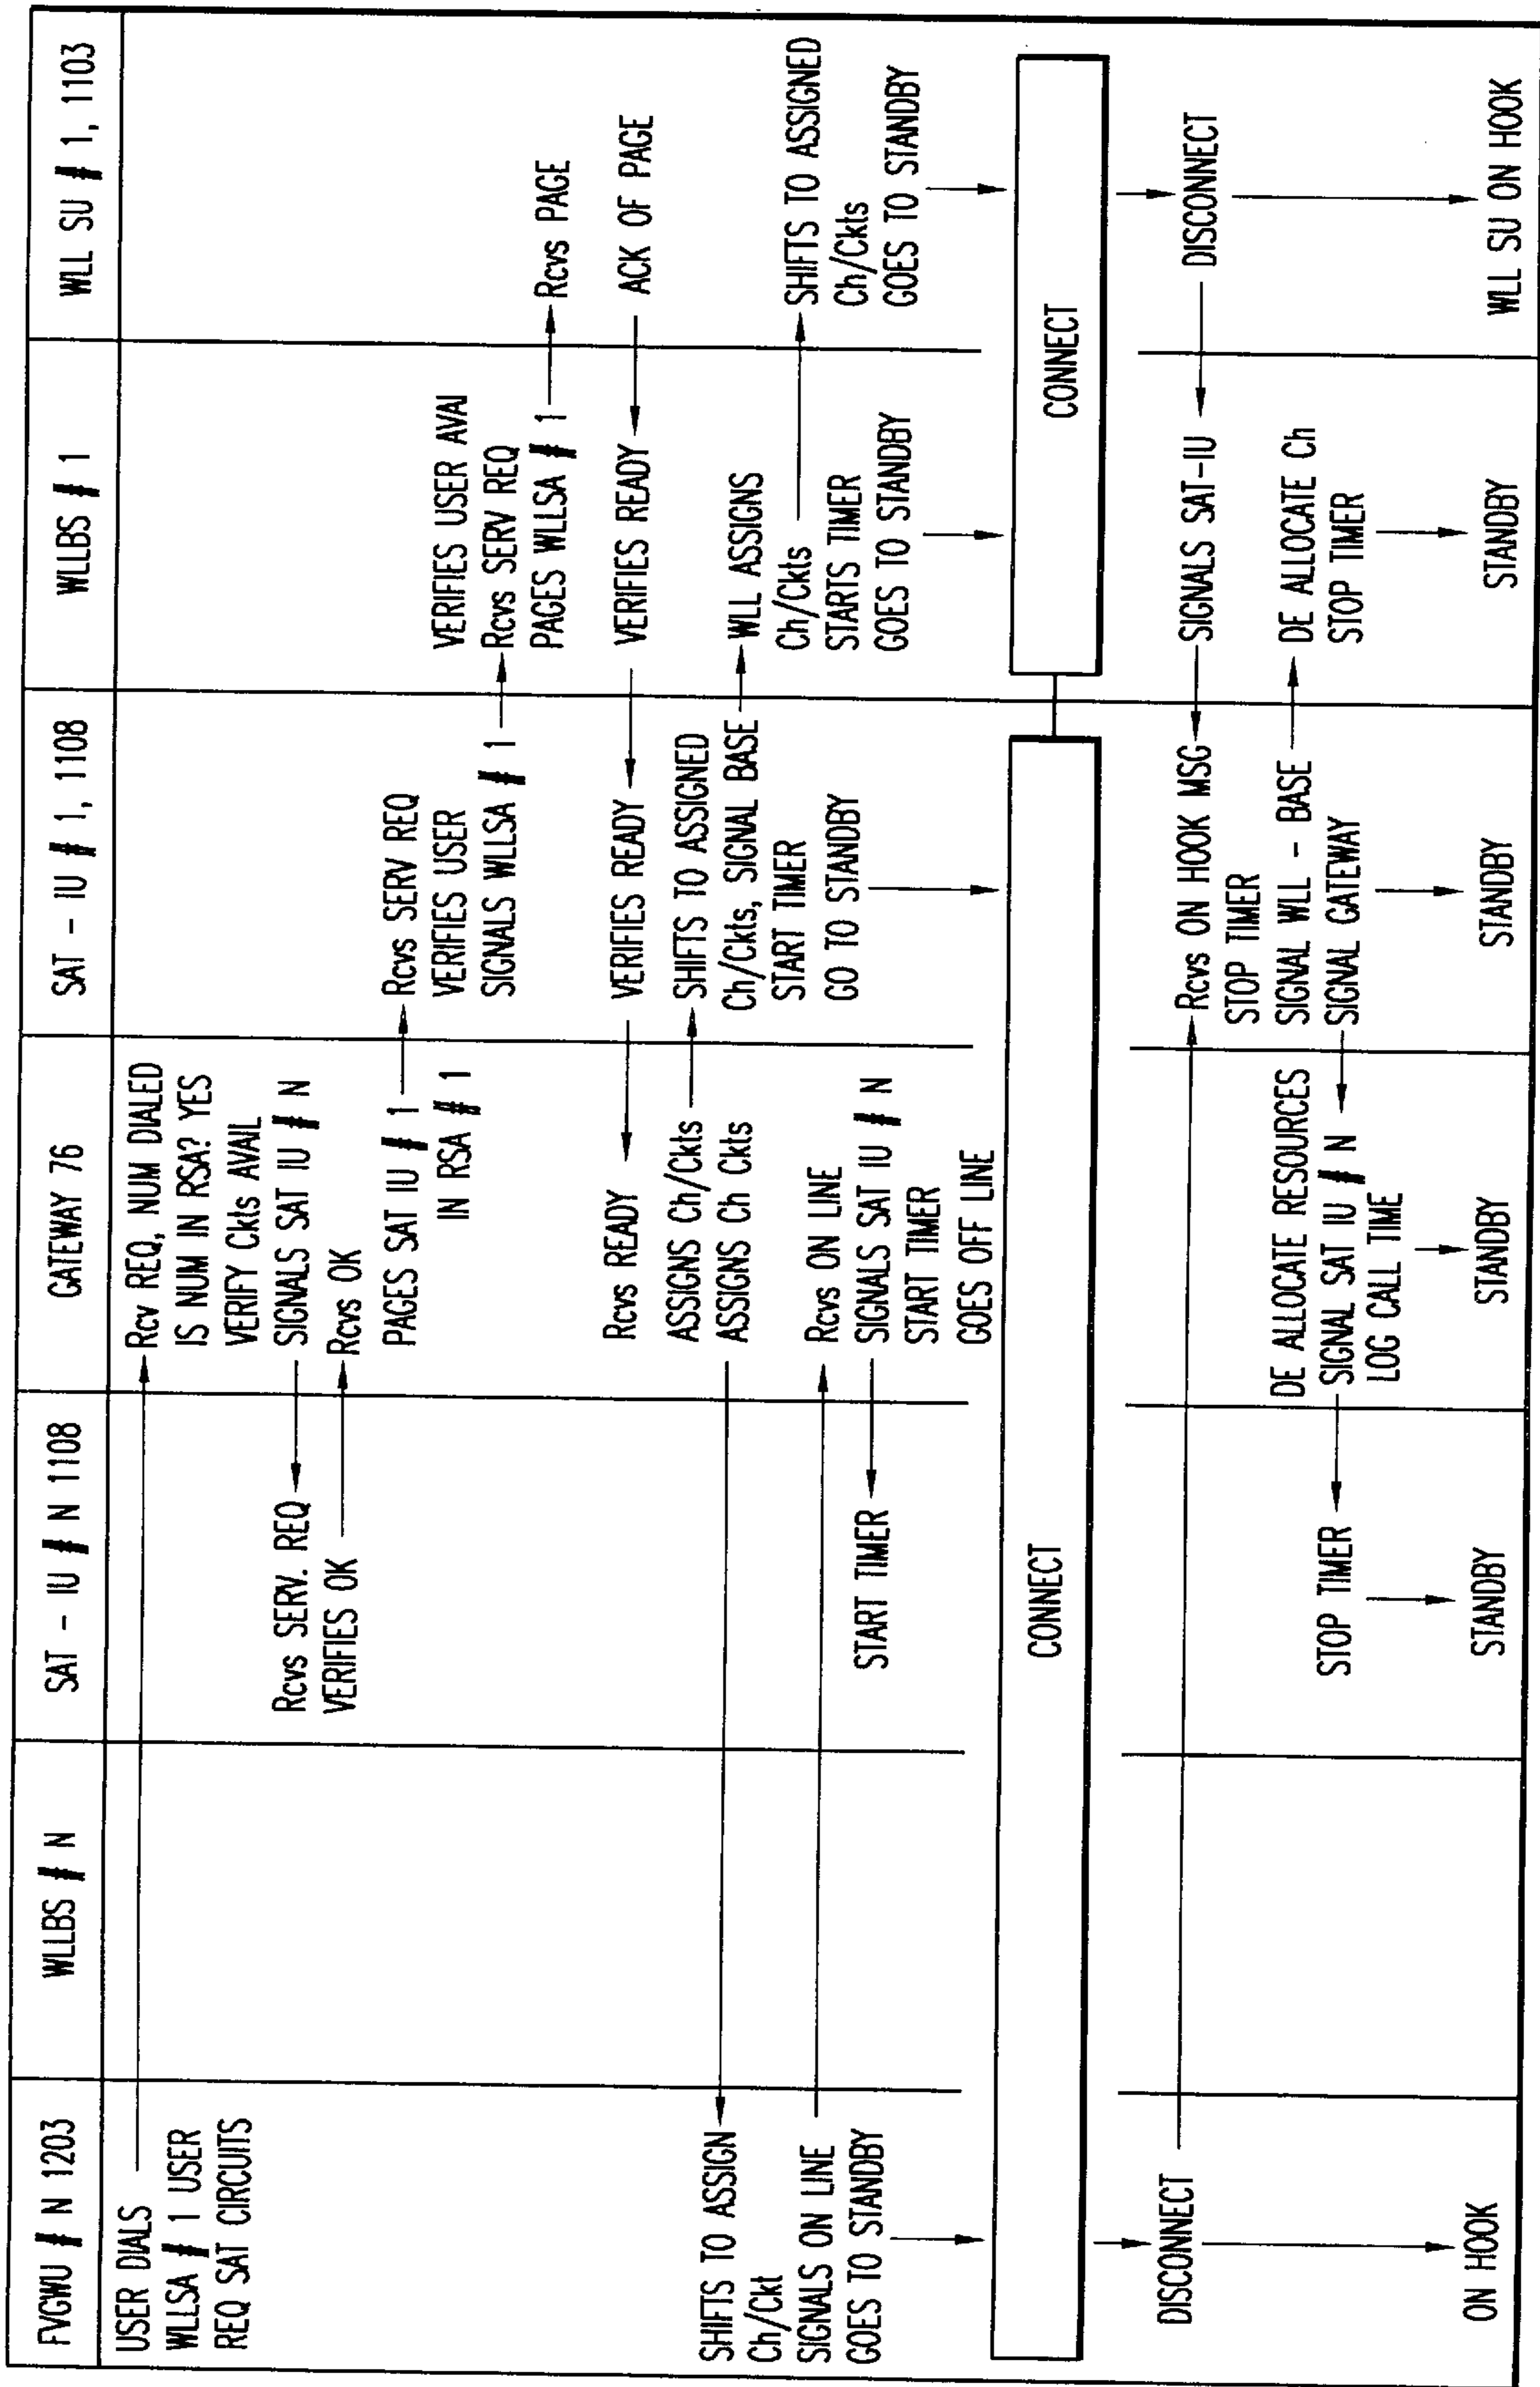 FVGWU # N 1203
WLLBS # N
SAT - IU # N 1108
GATEWAY 76
SAT - IU # 1, 1108
WLLBS # 1
WLL SU # 1, 1103
USER DIALS
WLLSA # 1 USER
REQ SAT CIRCUITS
Rcv REQ, NUM DIALED
IS NUM IN RSA? YES
VERIFY Ckts AVAIL
SIGNALS SAT IU # N
Rcvs SERV. REQ
VERIFIES OK
Rcvs OK
PAGES SAT IU # 1
IN RSA # 1
Rcvs SERV REQ
VERIFIES USER
SIGNALS WLLSA # 1
VERIFIES USER AVAI
Rcvs SERV REQ
PAGES WLLSA # 1
Rcvs PAGE
ACK OF PAGE
VERIFIES READY
VERIFIES READY
Rcvs READY
ASSIGNS Ch/Ckts
ASSIGNS Ch Ckts
SHIFTS TO ASSIGNED
Ch/Ckts, SIGNAL BASE
START TIMER
GO TO STANDBY
WLL ASSIGNS
Ch/Ckts
STARTS TIMER
GOES TO STANDBY
SHIFTS TO ASSIGNED
Ch/Ckts
GOES TO STANDBY
SHIFTS TO ASSIGN
Ch/Ckt
SIGNALS ON LINE
GOES TO STANDBY
Rcvs ON LINE
SIGNALS SAT IU # N
START TIMER
GOES OFF LINE
START TIMER
CONNECT
CONNECT
DISCONNECT
DISCONNECT
SIGNALS SAT-IU
Rcvs ON HOOK MSG
STOP TIMER
SIGNAL WLL - BASE
SIGNAL GATEWAY
DE ALLOCATE Ch
STOP TIMER
DE ALLOCATE RESOURCES
SIGNAL SAT IU # N
LOG CALL TIME
STOP TIMER
ON HOOK
STANDBY
STANDBY
STANDBY
STANDBY
WLL SU ON HOOK